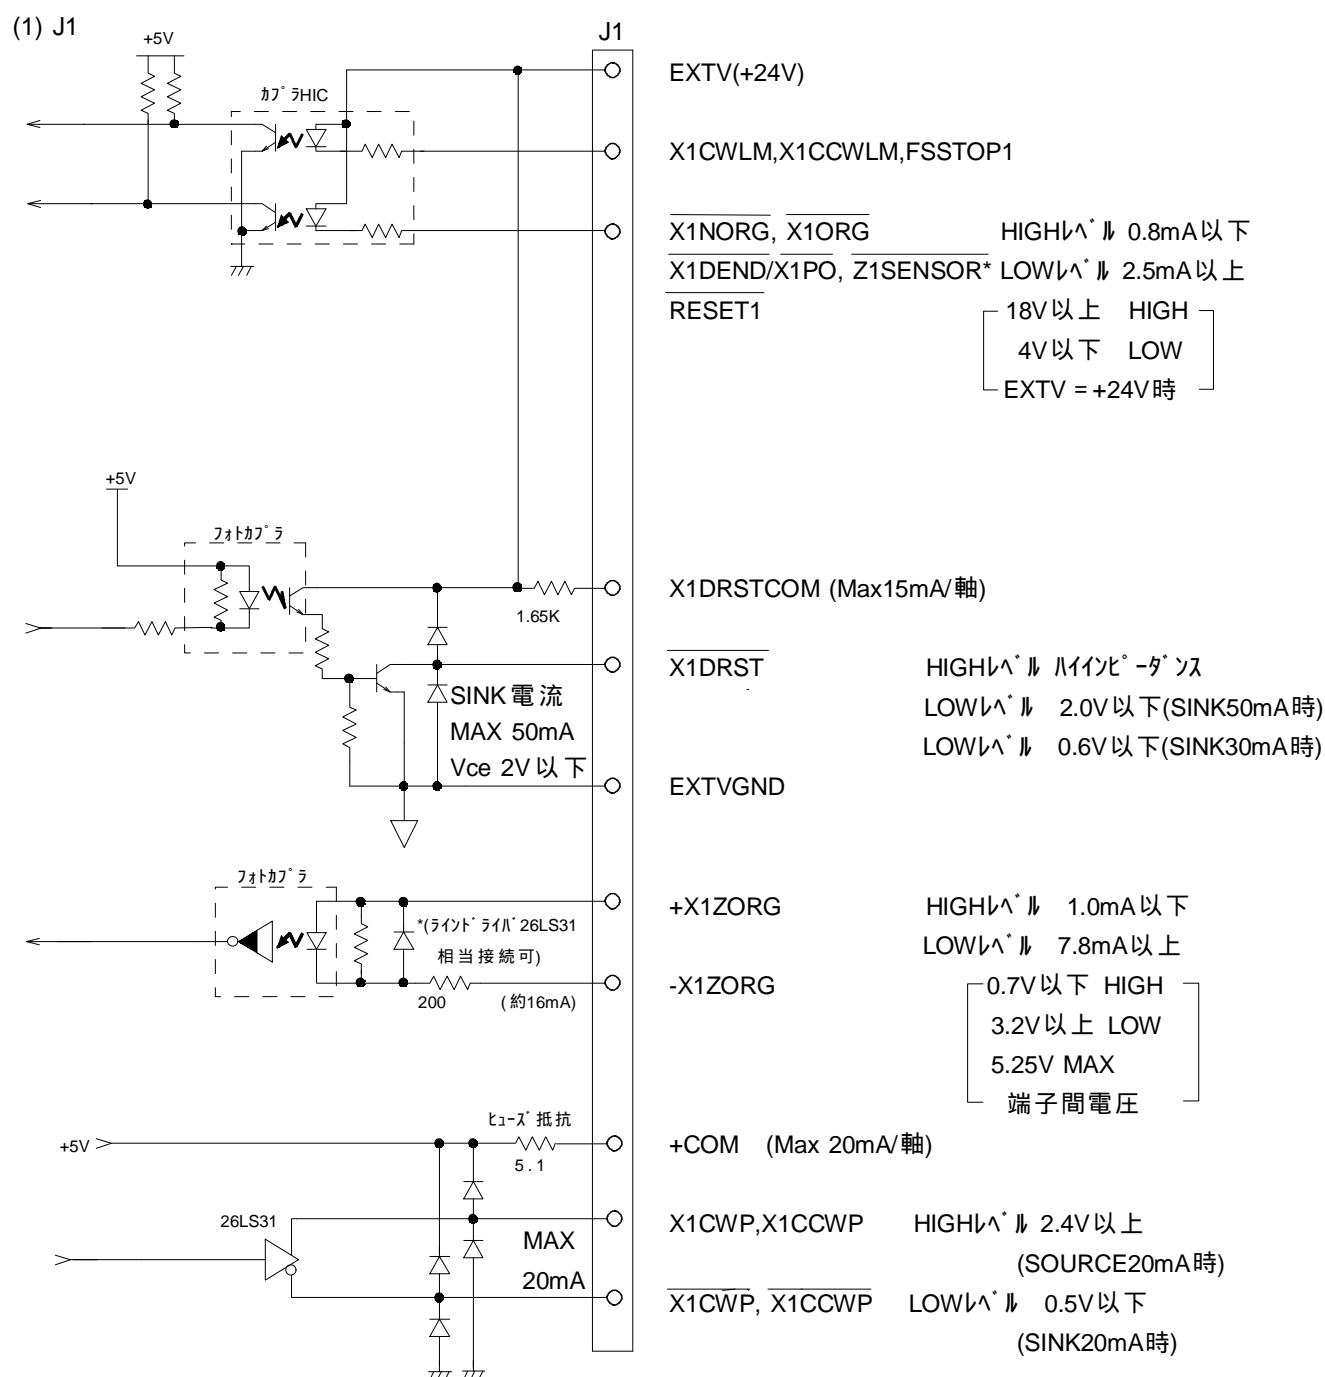 (1) J1
J1
+5V
ｶﾌﾟﾗHIC
EXTV(+24V)
X1CWLM,X1CCWLM,FSSTOP1
X1NORG, X1ORG HIGHﾚﾍﾞﾙ 0.8mA以下
X1DEND/X1PO, Z1SENSOR* LOWﾚﾍﾞﾙ 2.5mA以上
RESET1 18V以上 HIGH
4V以下 LOW
EXTV = +24V時
+5V
ﾌｫﾄｶﾌﾟﾗ
1.65K
X1DRSTCOM (Max15mA/軸)
X1DRST HIGHﾚﾍﾞﾙ ﾊｲｲﾝﾋﾟｰﾀﾞﾝｽ
SINK電流 LOWﾚﾍﾞﾙ 2.0V以下(SINK50mA時)
MAX 50mA LOWﾚﾍﾞﾙ 0.6V以下(SINK30mA時)
Vce 2V以下
EXTVGND
ﾌｫﾄｶﾌﾟﾗ
*(ﾗｲﾝﾄﾞﾗｲﾊﾞ26LS31
相当接続可)
200 (約16mA)
+X1ZORG HIGHﾚﾍﾞﾙ 1.0mA以下
LOWﾚﾍﾞﾙ 7.8mA以上
-X1ZORG 0.7V以下 HIGH
3.2V以上 LOW
5.25V MAX
端子間電圧
ﾋｭｰｽﾞ抵抗
+5V
5.1
+COM (Max 20mA/軸)
26LS31
MAX
20mA
X1CWP,X1CCWP HIGHﾚﾍﾞﾙ 2.4V以上
(SOURCE20mA時)
X1CWP, X1CCWP LOWﾚﾍﾞﾙ 0.5V以下
(SINK20mA時)